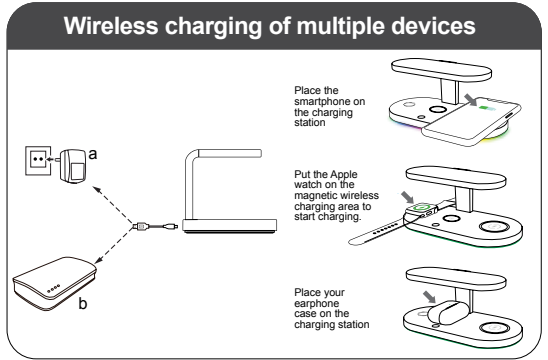 Wireless charging of multiple devices
a
b
Place the
smartphone on
the charging
station
Put the Apple
watch on the
magnetic wireless
charging area to
start charging.
Place your
earphone
case on the
charging station